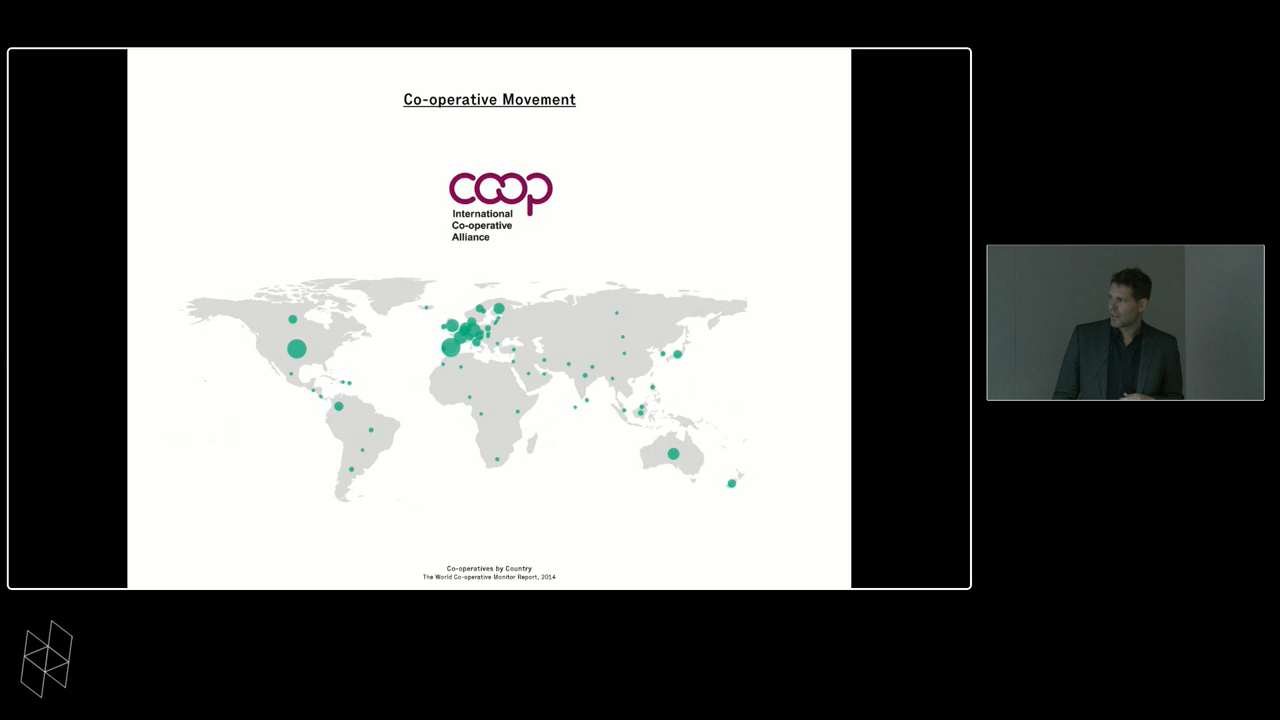 Co-operative Movement
coop
International
Co-operative
Alliance
Co-operatives by Country
The World Co-operative Monitor Report, 2014